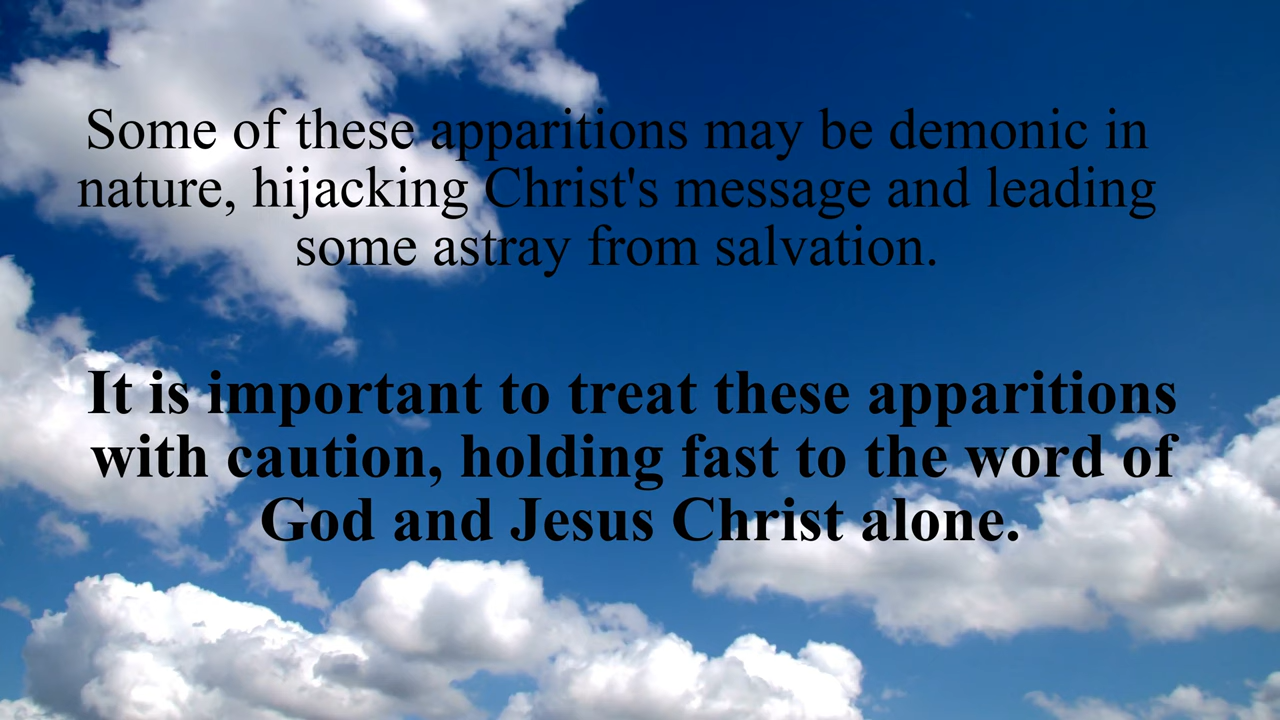 Some of these apparitions may be demonic in
nature, hijacking Christ's message and leading
some astray from salvation.
It is important to treat these apparitions
with caution, holding fast to the word of
God and Jesus Christ alone.